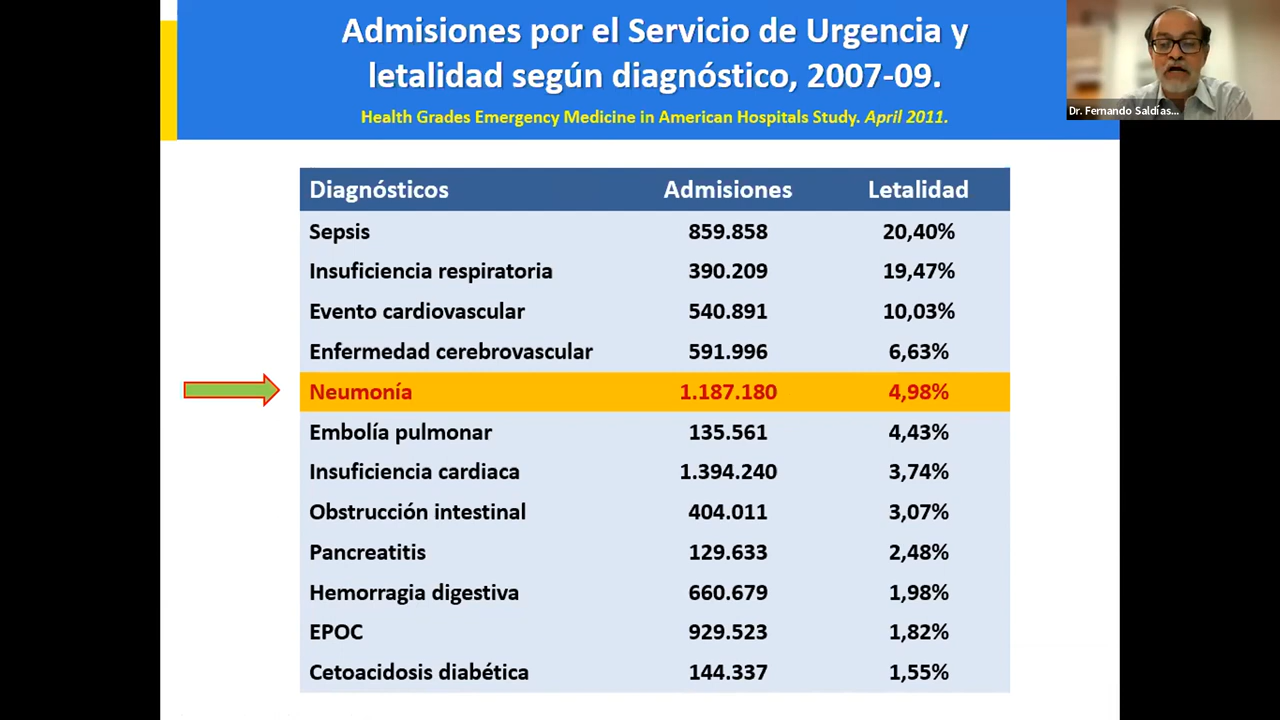 Admisiones por el Servicio de Urgencia y
letalidad según diagnóstico, 2007-09.
Health Grades Emergency Medicine in American Hospitals Study. April 2011.
Dr. Fernando Saldías...
Diagnósticos Admisiones Letalidad
Sepsis 859.858 20,40%
Insuficiencia respiratoria 390.209 19,47%
Evento cardiovascular 540.891 10,03%
Enfermedad cerebrovascular 591.996 6,63%
Neumonía 1.187.180 4,98%
Embolía pulmonar 135.561 4,43%
Insuficiencia cardiaca 1.394.240 3,74%
Obstrucción intestinal 404.011 3,07%
Pancreatitis 129.633 2,48%
Hemorragia digestiva 660.679 1,98%
EPOC 929.523 1,82%
Cetoacidosis diabética 144.337 1,55%